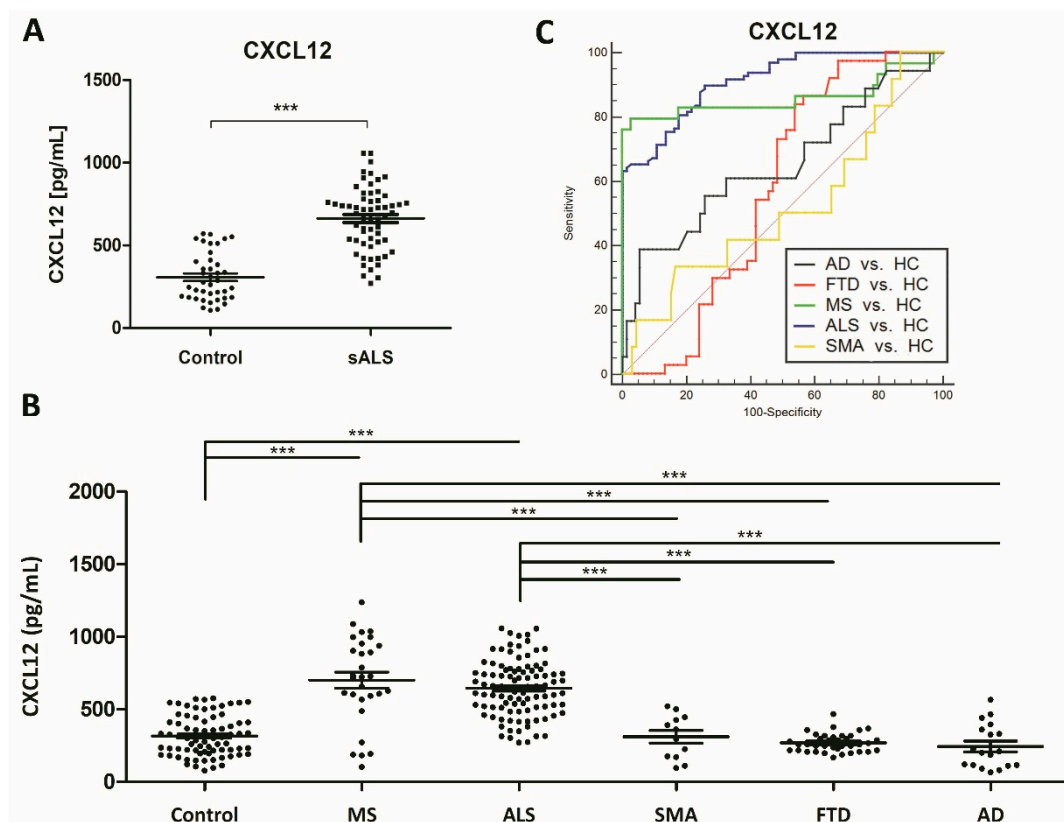 A
CXCL12
1500
1000
500
0
CXCL12 [pg/mL]
***
Control sALS
C
CXCL12
100
80
60
40
20
0
Sensitivity
AD vs. HC
FTD vs. HC
MS vs. HC
ALS vs. HC
SMA vs. HC
0 20 40 60 80 100
100-Specificity
B
***
***
***
***
***
***
***
***
2000
1500
1000
500
0
CXCL12 (pg/mL)
Control MS ALS SMA FTD AD